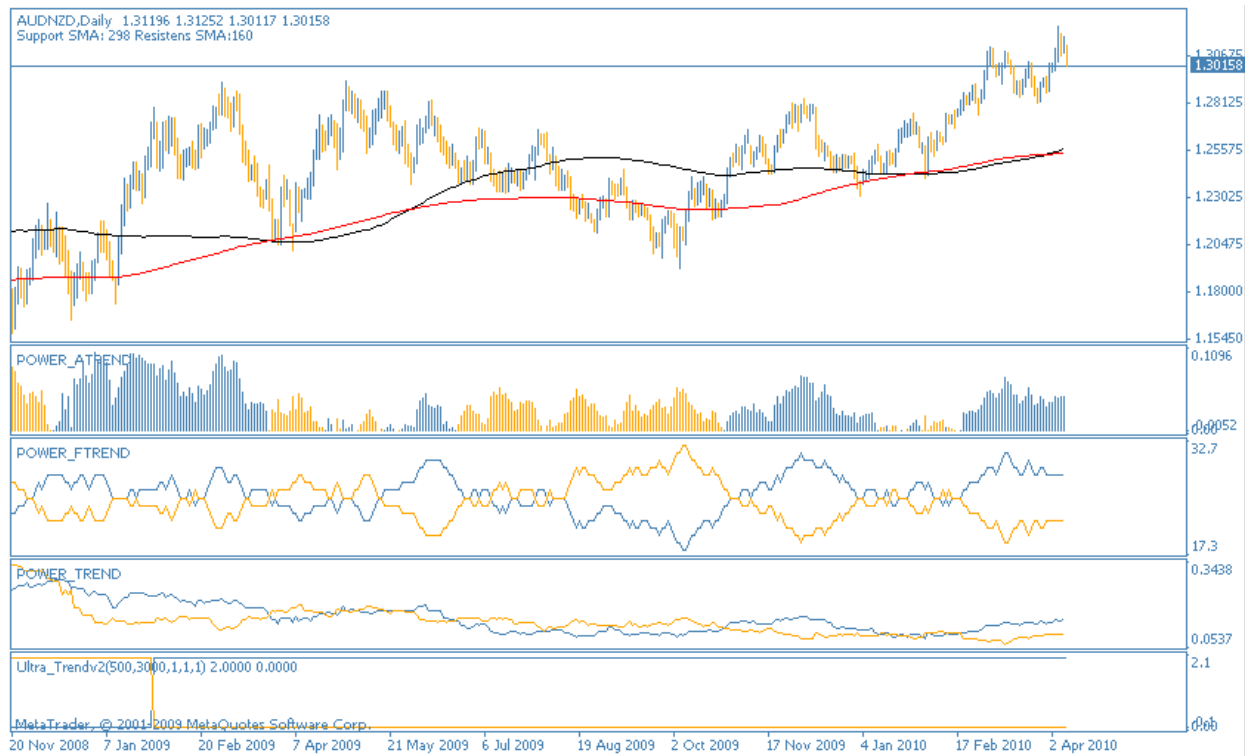 AUDNZD,Daily 1.31196 1.31252 1.30117 1.30158
Support SMA: 298 Resistens SMA:160
1.30675
1.30158
1.28125
1.25575
1.23025
1.20475
1.18000
1.15450
POWER_ATREND
0.1096
0.0052
0.00
POWER_FTREND
32.7
17.3
POWER_TREND
0.3438
0.0537
Ultra_Trendv2(500,3000,1,1,1) 2.0000 0.0000
2.1
0.00
MetaTrader, © 2001-2009 MetaQuotes Software Corp.
20 Nov 2008 7 Jan 2009 20 Feb 2009 7 Apr 2009 21 May 2009 6 Jul 2009 19 Aug 2009 2 Oct 2009 17 Nov 2009 4 Jan 2010 17 Feb 2010 2 Apr 2010